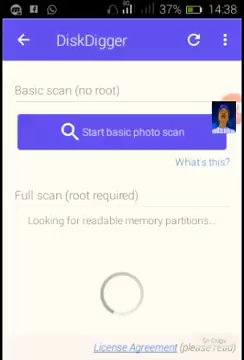 37% 14:38
DiskDigger
Basic scan (no root)
Start basic photo scan
What's this?
Full scan (root required)
Looking for readable memory partitions...
License Agreement (please read)